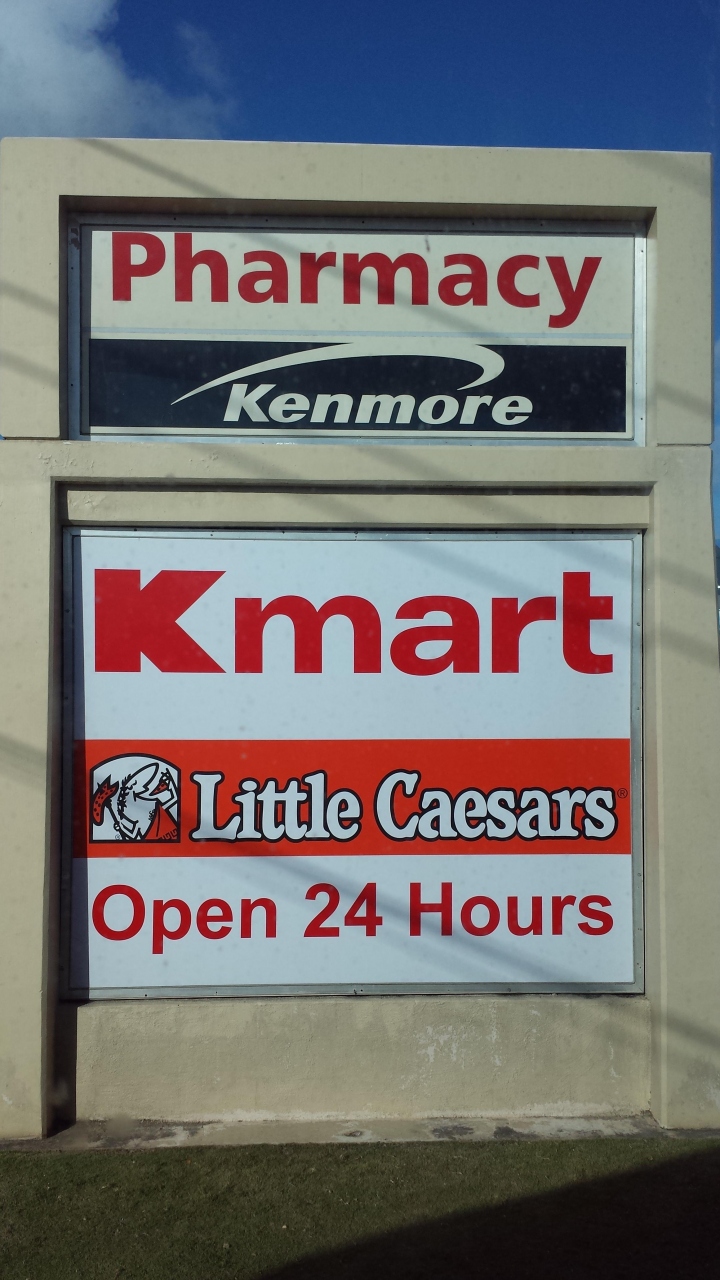 Pharmacy
Kenmore
Kmart
Little Caesars®
Open 24 Hours